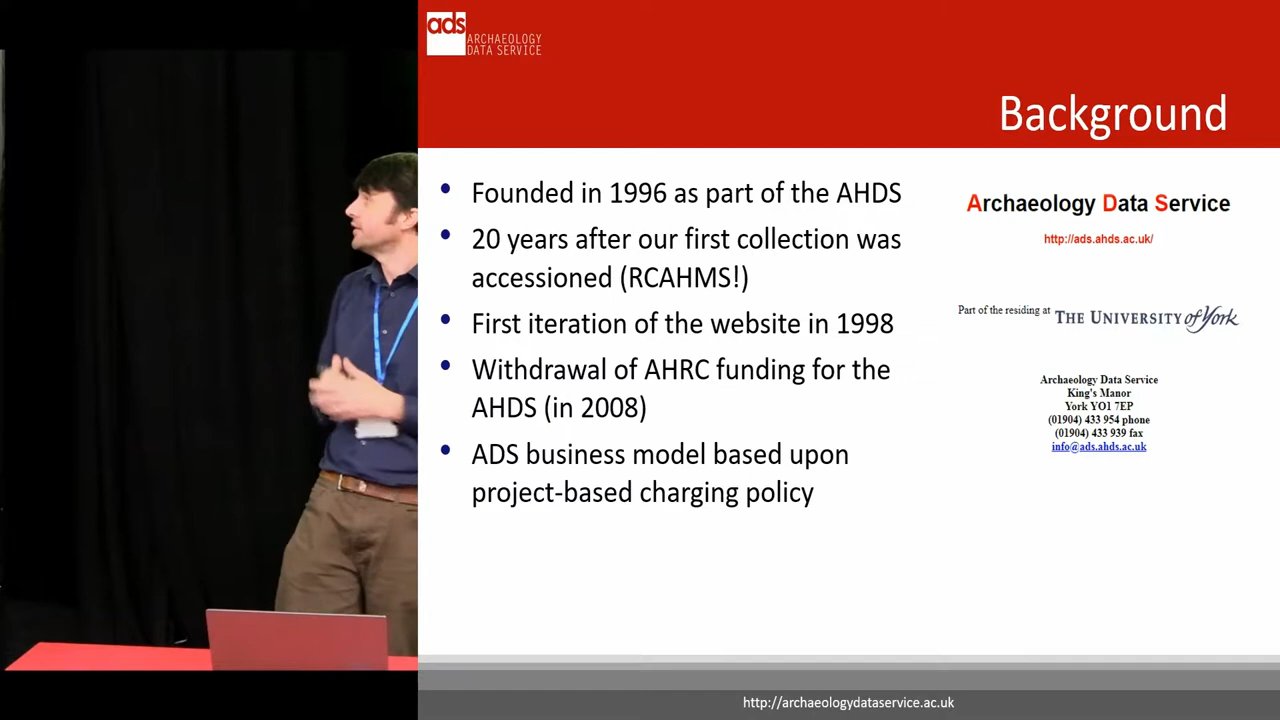 ads
ARCHAEOLOGY
DATA SERVICE
Background
• Founded in 1996 as part of the AHDS
• 20 years after our first collection was
accessioned (RCAHMS!)
• First iteration of the website in 1998
• Withdrawal of AHRC funding for the
AHDS (in 2008)
• ADS business model based upon
project-based charging policy
Archaeology Data Service
http://ads.ahds.ac.uk/
Part of the residing at THE UNIVERSITY of York
Archaeology Data Service
King's Manor
York YO1 7EP
(01904) 433 954 phone
(01904) 433 939 fax
info@ads.ahds.ac.uk
http://archaeologydataservice.ac.uk